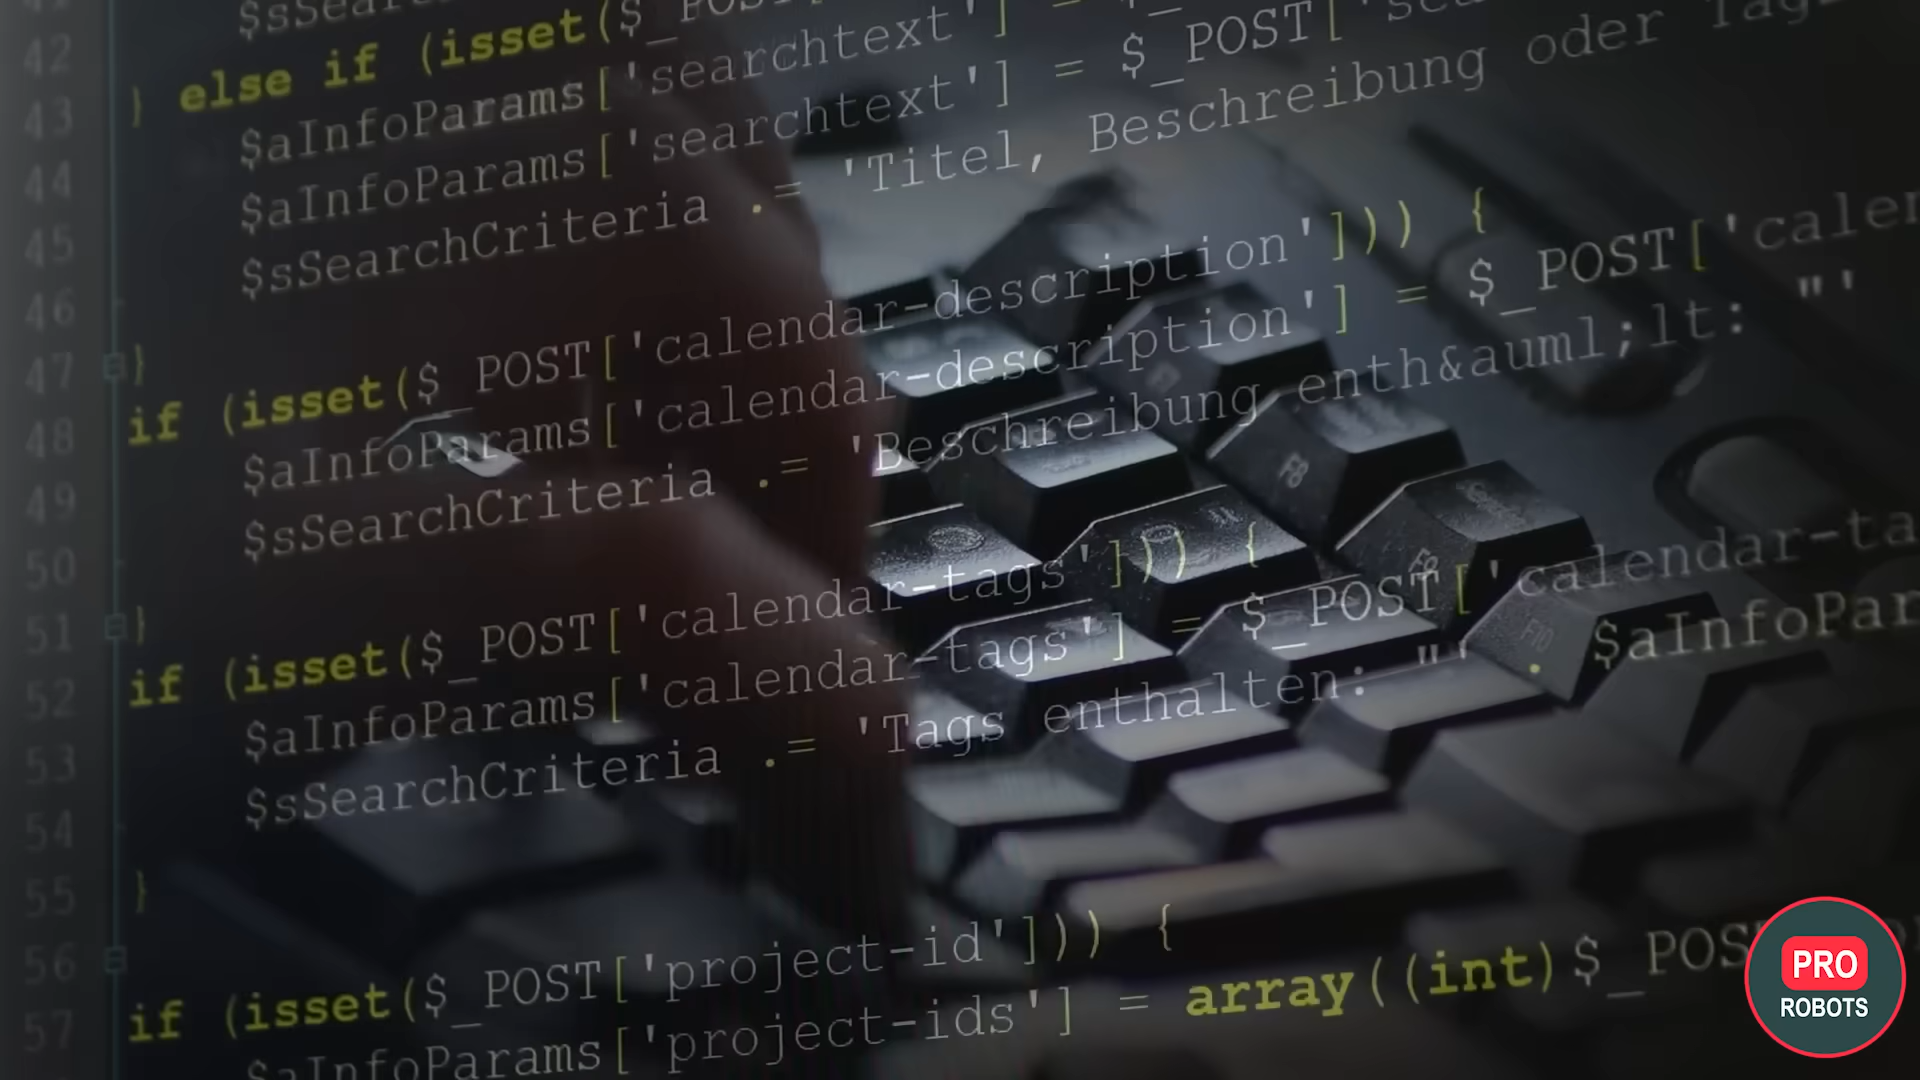 42
43 } else if (isset($_POST
44 $aInfoParams['searchtext'] =
45 $aInfoParams['searchtext'] = $_POST['
46 $sSearchCriteria .= 'Titel, Beschreibung oder Tag
47 }
48 if (isset($_POST['calendar-description'])) {
49 $aInfoParams['calendar-description'] = $_POST['calen
50 $sSearchCriteria .= 'Beschreibung enth&auml;lt: "'
51 }
52 if (isset($_POST['calendar-tags'])) {
53 $aInfoParams['calendar-tags'] = $_POST['calendar-ta
54 $sSearchCriteria .= 'Tags enthalten: "' . $aInfoPar
55 }
56 if (isset($_POST['project-id'])) {
57 $aInfoParams['project-ids'] = array((int)$_POS
F8
F9
F10
PRO
ROBOTS